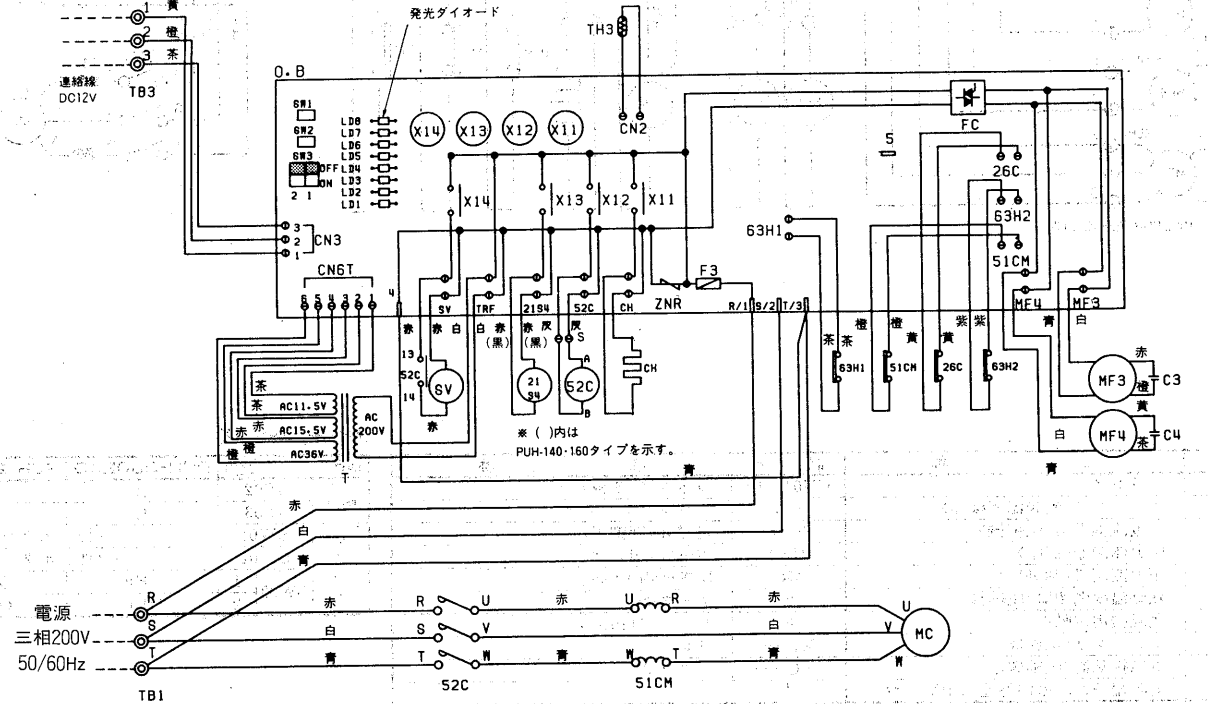 発光ダイオード
1 黄
2 橙
3 茶
連絡線
DC12V
TB3
TH3
CN2
O.B
SW1
SW2
SW3
OFF
ON
2 1
LD8
LD7
LD6
LD5
LD4
LD3
LD2
LD1
X14 X13 X12 X11
X14 X13 X12 X11
FC
5
26C
63H2
51CM
63H1
3
2
1
CN3
CN6T
6 5 4 3 2 1
4
SV TRF 21S4 52C CH
ZNR
F3
R/1 S/2 T/3
MF4 MF3
赤 赤 白 白 赤 赤 灰 灰
(黒) (黒)
S
13
52C
14
SV
赤
21
S4
A
52C
B
CH
茶 茶 橙 橙 黄 黄 紫 紫 青 白
63H1 51CM 26C 63H2
MF3
赤
橙
C3
MF4
黄
茶
C4
白
青
茶
茶
赤
赤
橙
橙
AC11.5V
AC15.5V
AC36V
AC
200V
T
※ ( )内は
PUH-140・160タイプを示す。
青
赤
白
青
電源
三相200V
50/60Hz
TB1
R 赤 R U 赤 U R 赤 U
S 白 S V 白 V
T 青 T W 青 W T 青 W
52C
51CM
MC